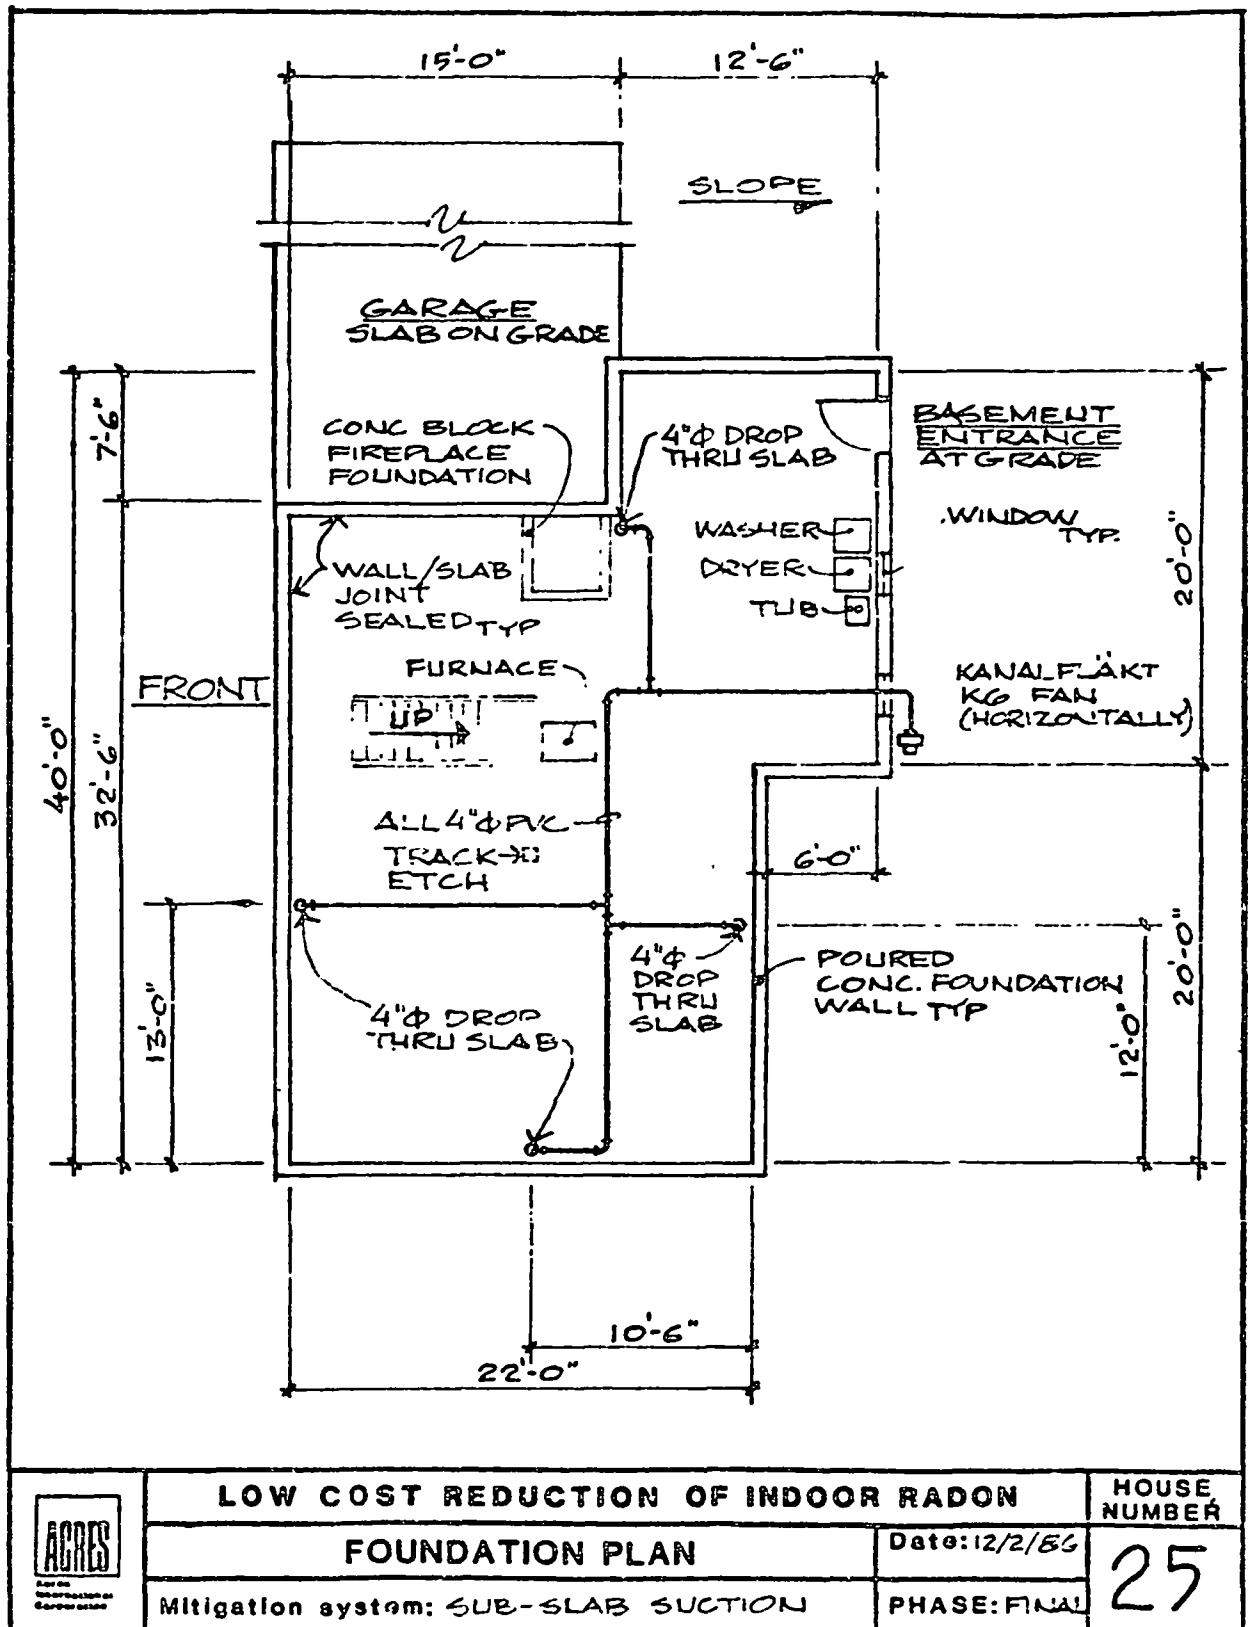 15'-0"
12'-6"
SLOPE
GARAGE
SLAB ON GRADE
7'-6"
CONC BLOCK
FIREPLACE
FOUNDATION
4"ϕ DROP
THRU SLAB
BASEMENT
ENTRANCE
AT GRADE
WASHER
.WINDOW
TYP.
DRYER
TUB
20'-0"
WALL/SLAB
JOINT
SEALED TYP
FURNACE
FRONT
UP
KANALFLÄKT
K6 FAN
(HORIZONTALLY)
40'-0"
32'-6"
ALL 4"ϕ PVC
TRACK
ETCH
6'-0"
13'-0"
4"ϕ
DROP
THRU
SLAB
POURED
CONC. FOUNDATION
WALL TYP
20'-0"
12'-0"
4"ϕ DROP
THRU SLAB
10'-6"
22'-0"
ACRES
Acres
International
Corporation
LOW COST REDUCTION OF INDOOR RADON
HOUSE
NUMBER
25
FOUNDATION PLAN
Date: 12/2/86
Mitigation system: SUB-SLAB SUCTION
PHASE: FINAL